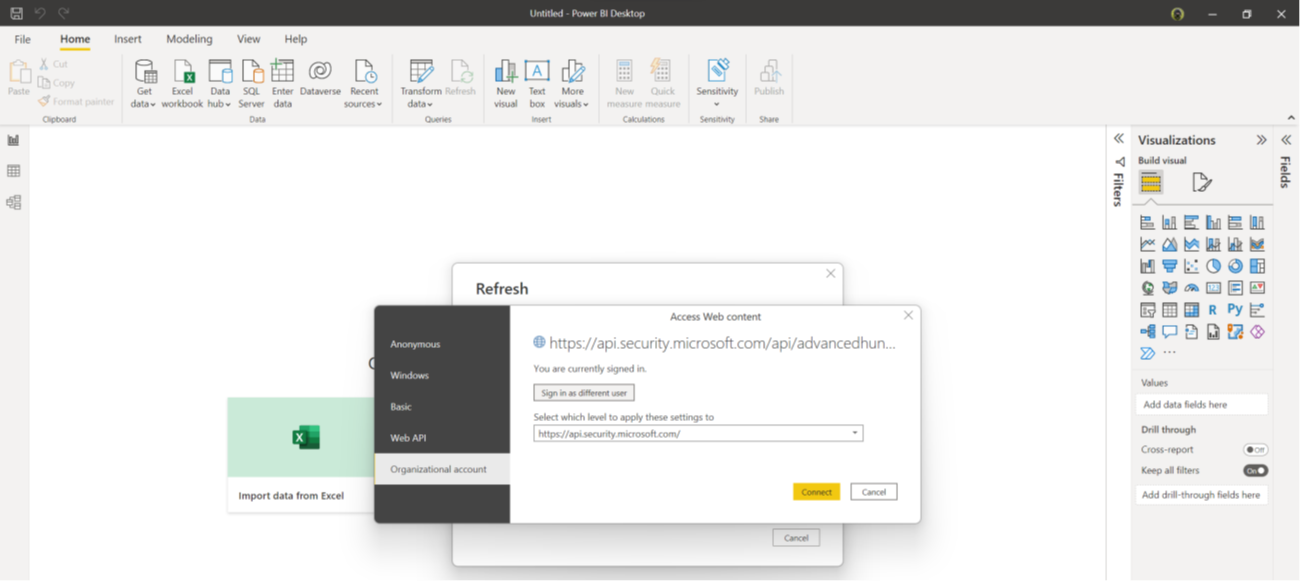 Untitled - Power BI Desktop
File Home Insert Modeling View Help
Paste
Cut
Copy
Format painter
Clipboard
Get data
Excel workbook
Data hub
SQL Server
Enter data
Dataverse
Recent sources
Data
Transform data
Refresh
Queries
New visual
Text box
More visuals
Insert
New measure
Quick measure
Calculations
Sensitivity
Sensitivity
Publish
Share
Filters
Visualizations
Build visual
Fields
R
Py
Values
Add data fields here
Drill through
Cross-report
Off
Keep all filters
On
Add drill-through fields here
Refresh
Access Web content
Anonymous
Windows
Basic
Web API
Organizational account
https://api.security.microsoft.com/api/advancedhun...
You are currently signed in.
Sign in as different user
Select which level to apply these settings to
https://api.security.microsoft.com/
Connect
Cancel
Cancel
Import data from Excel